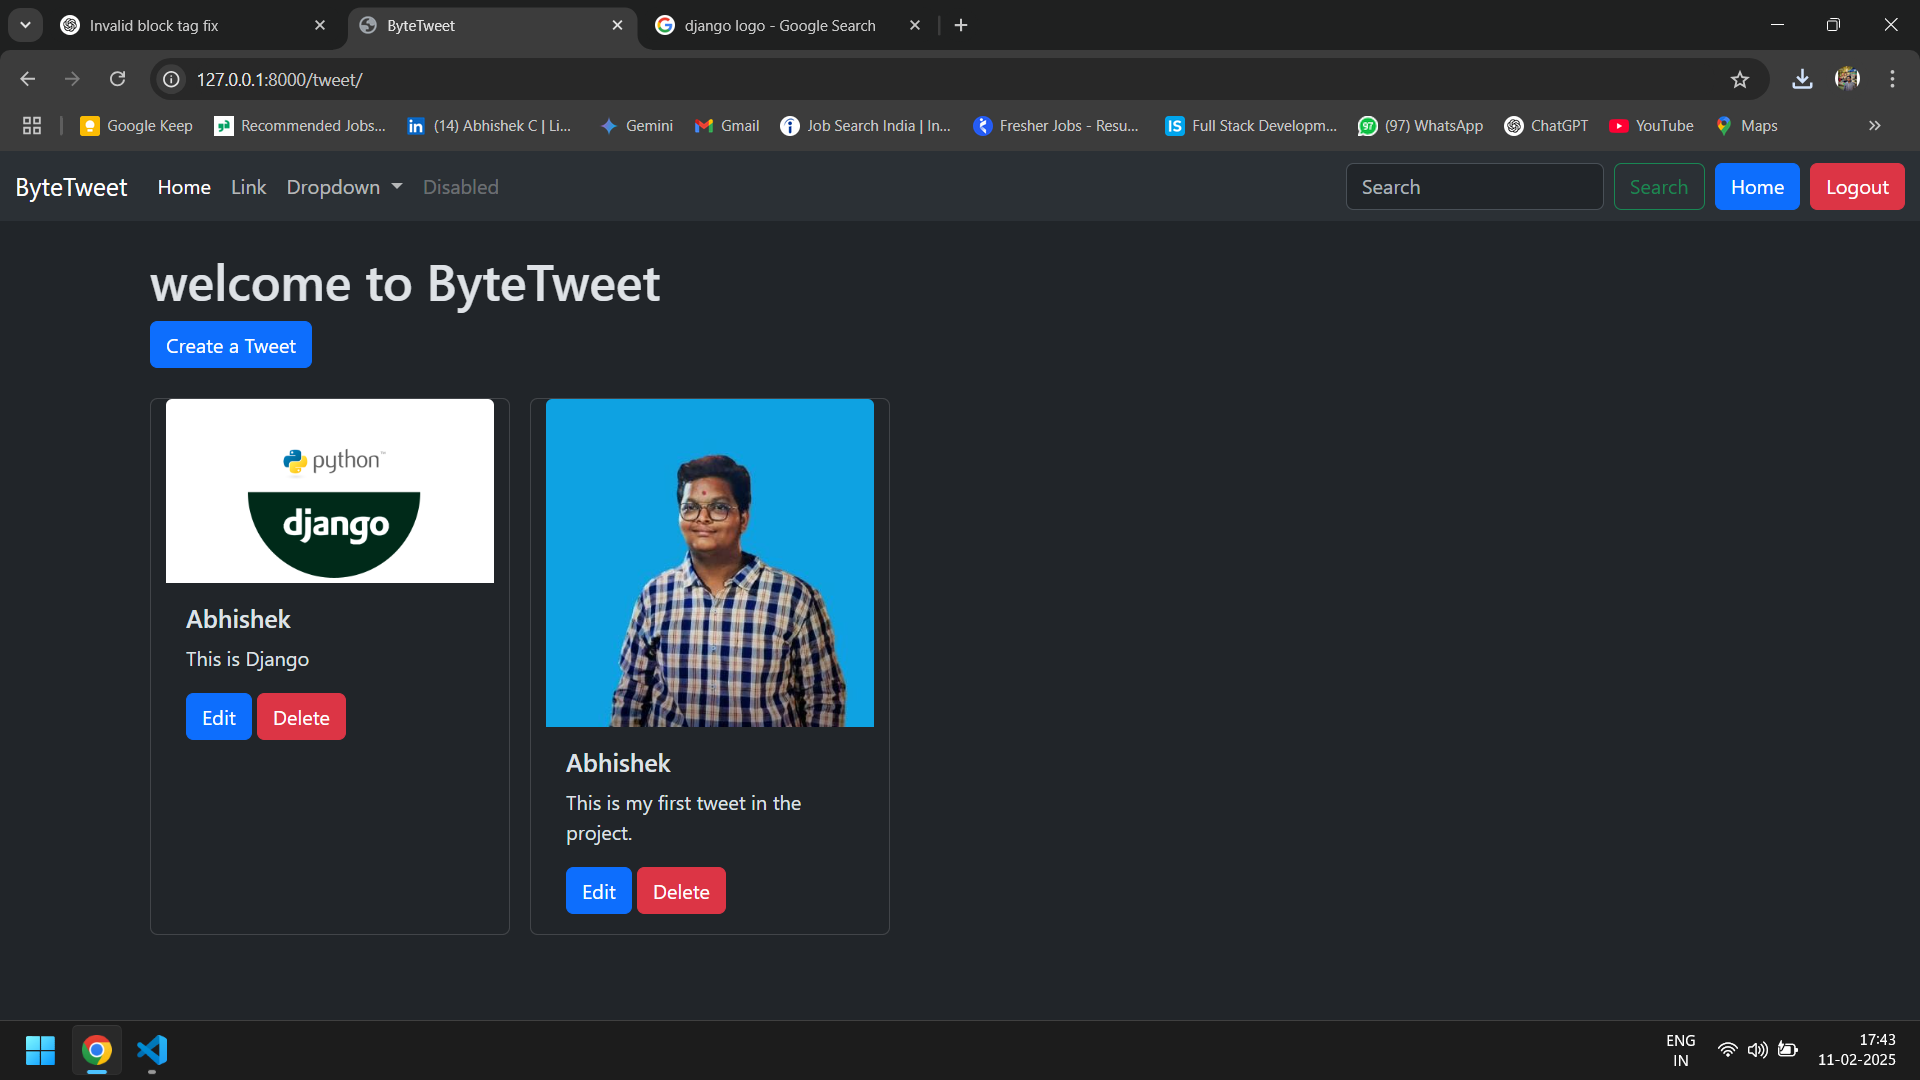 Invalid block tag fix
ByteTweet
django logo - Google Search
127.0.0.1:8000/tweet/
Google Keep
Recommended Jobs...
in
(14) Abhishek C | Li...
Gemini
Gmail
Job Search India | In...
Fresher Jobs - Resu...
IS
Full Stack Developm...
97
(97) WhatsApp
ChatGPT
YouTube
Maps
ByteTweet
Home
Link
Dropdown
Disabled
Search
Search
Home
Logout
welcome to ByteTweet
Create a Tweet
python™
django
Abhishek
This is Django
Edit
Delete
Abhishek
This is my first tweet in the
project.
Edit
Delete
ENG
IN
17:43
11-02-2025